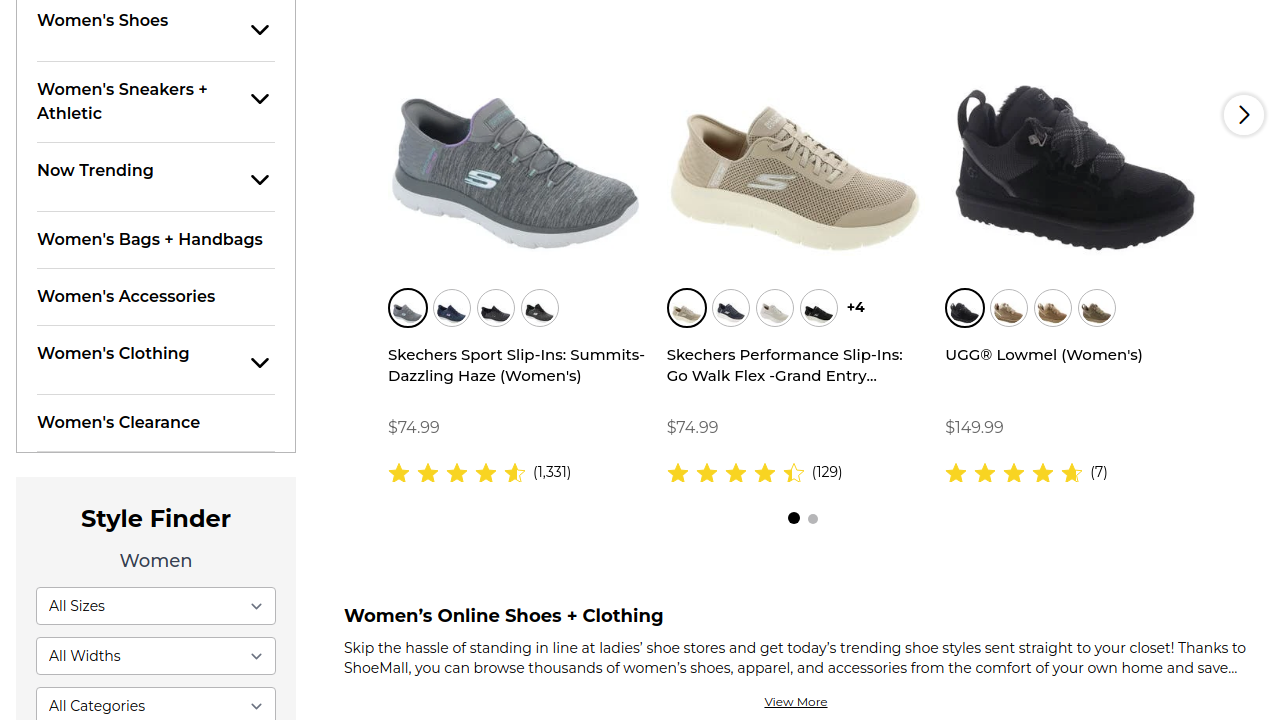 Women's Shoes
Women's Sneakers +
Athletic
Now Trending
Women's Bags + Handbags
Women's Accessories
Women's Clothing
Women's Clearance
Style Finder
Women
All Sizes
All Widths
All Categories
+4
Skechers Sport Slip-Ins: Summits-
Dazzling Haze (Women's)
$74.99
(1,331)
Skechers Performance Slip-Ins:
Go Walk Flex -Grand Entry...
$74.99
(129)
UGG® Lowmel (Women's)
$149.99
(7)
Women’s Online Shoes + Clothing
Skip the hassle of standing in line at ladies’ shoe stores and get today’s trending shoe styles sent straight to your closet! Thanks to
ShoeMall, you can browse thousands of women’s shoes, apparel, and accessories from the comfort of your own home and save...
View More